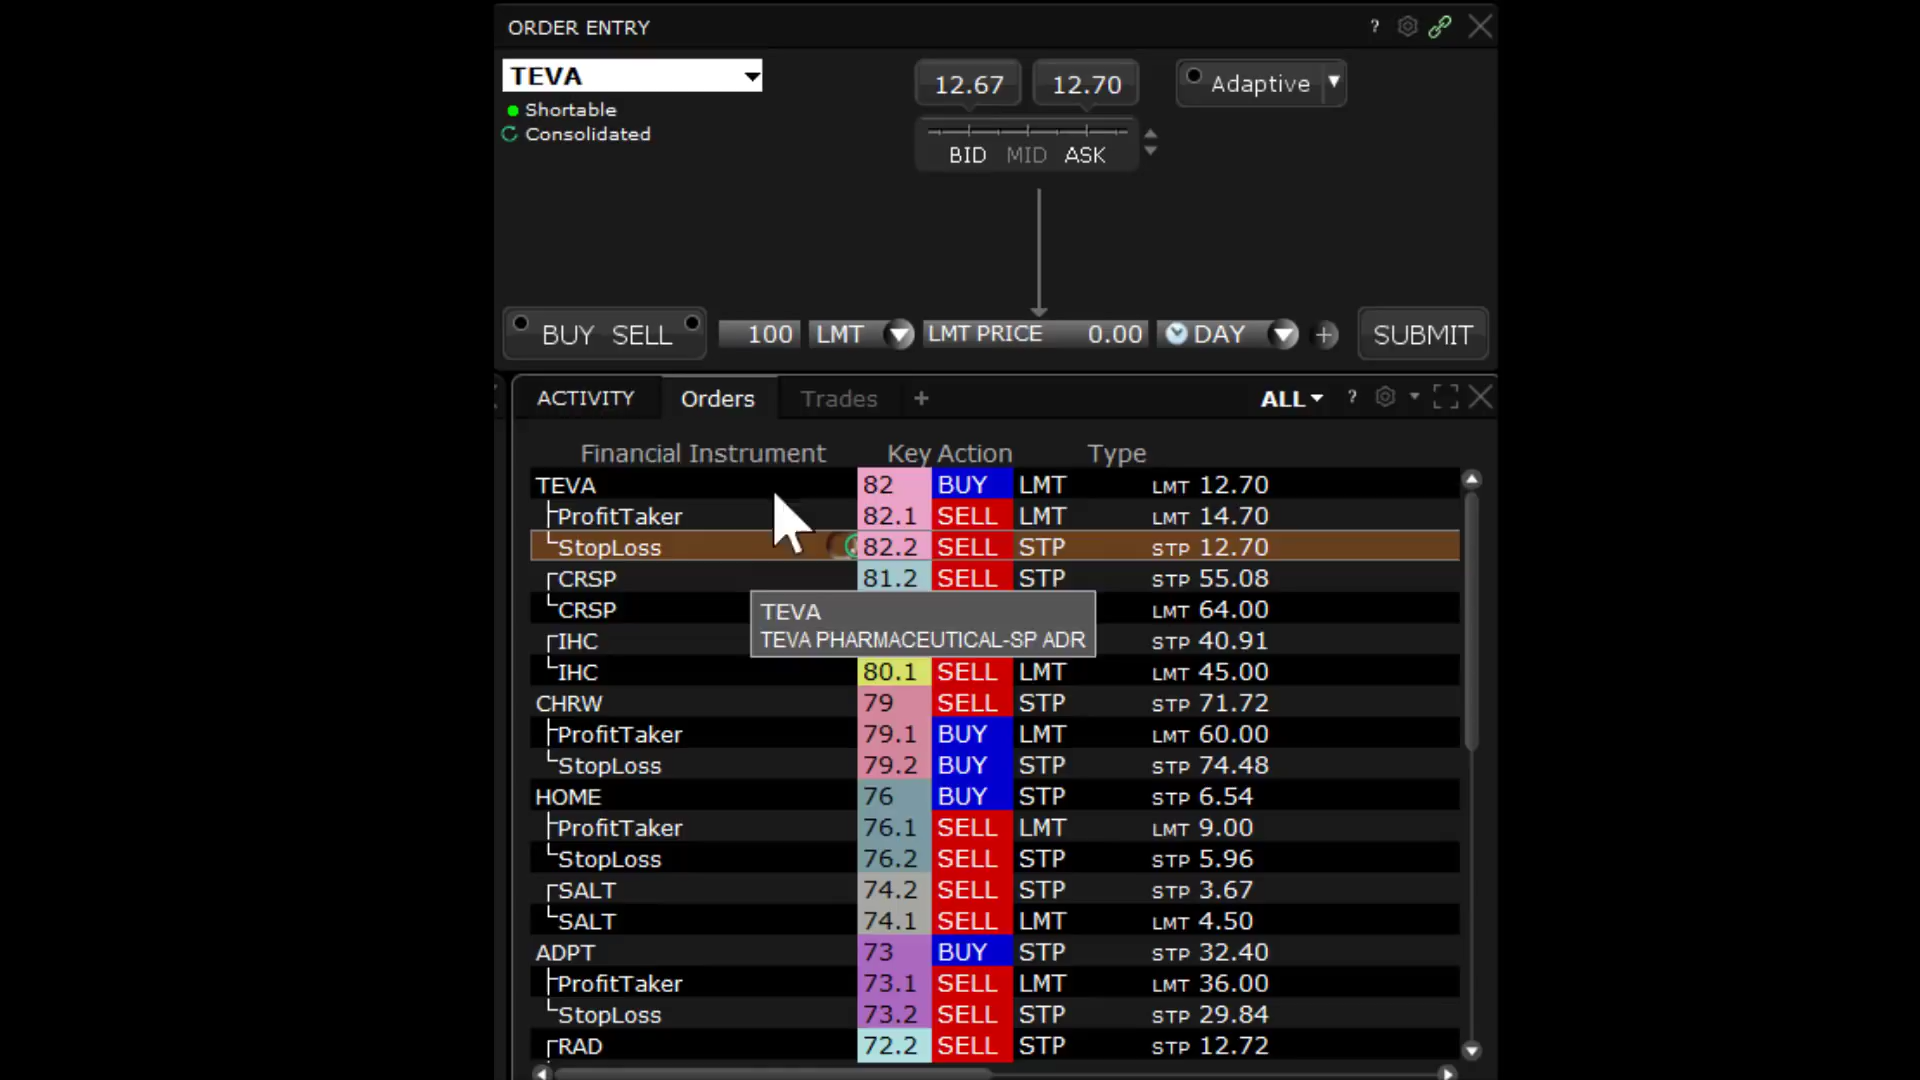 ORDER ENTRY ?
TEVA 12.67 12.70 Adaptive
Shortable
Consolidated
BID MID ASK
BUY SELL 100 LMT LMT PRICE 0.00 DAY + SUBMIT
ACTIVITY Orders Trades + ALL ?
Financial Instrument Key Action Type
TEVA 82 BUY LMT LMT 12.70
ProfitTaker 82.1 SELL LMT LMT 14.70
StopLoss 82.2 SELL STP STP 12.70
CRSP 81.2 SELL STP STP 55.08
CRSP LMT 64.00
TEVA
TEVA PHARMACEUTICAL-SP ADR
IHC STP 40.91
IHC 80.1 SELL LMT LMT 45.00
CHRW 79 SELL STP STP 71.72
ProfitTaker 79.1 BUY LMT LMT 60.00
StopLoss 79.2 BUY STP STP 74.48
HOME 76 BUY STP STP 6.54
ProfitTaker 76.1 SELL LMT LMT 9.00
StopLoss 76.2 SELL STP STP 5.96
SALT 74.2 SELL STP STP 3.67
SALT 74.1 SELL LMT LMT 4.50
ADPT 73 BUY STP STP 32.40
ProfitTaker 73.1 SELL LMT LMT 36.00
StopLoss 73.2 SELL STP STP 29.84
RAD 72.2 SELL STP STP 12.72